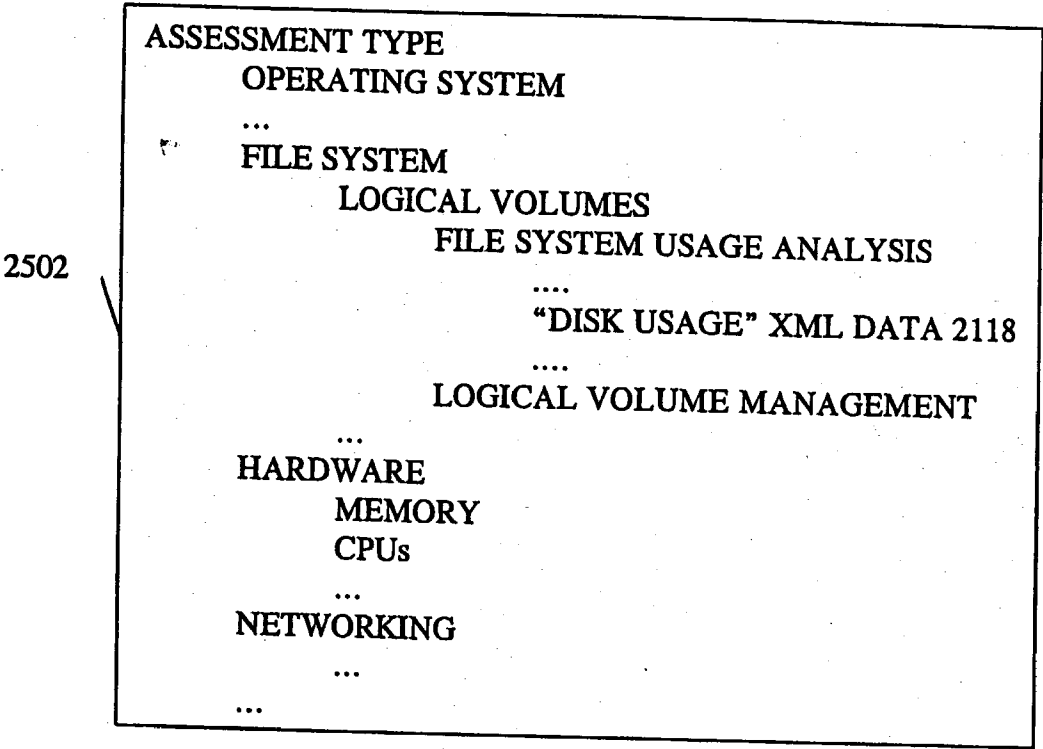 ASSESSMENT TYPE
OPERATING SYSTEM
...
FILE SYSTEM
LOGICAL VOLUMES
FILE SYSTEM USAGE ANALYSIS
2502
....
“DISK USAGE” XML DATA 2118
....
LOGICAL VOLUME MANAGEMENT
...
HARDWARE
MEMORY
CPUs
...
NETWORKING
...
...